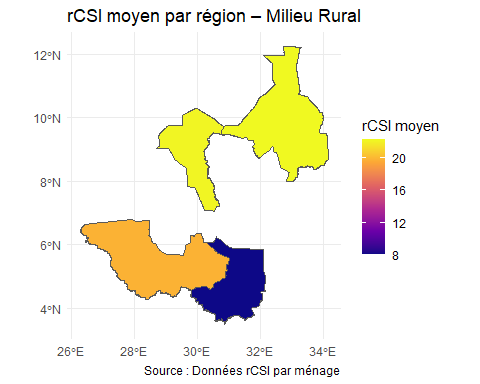 rCSI moyen par région – Milieu Rural
12°N
10°N
8°N
6°N
4°N
26°E 28°E 30°E 32°E 34°E
rCSI moyen
20
16
12
8
Source : Données rCSI par ménage